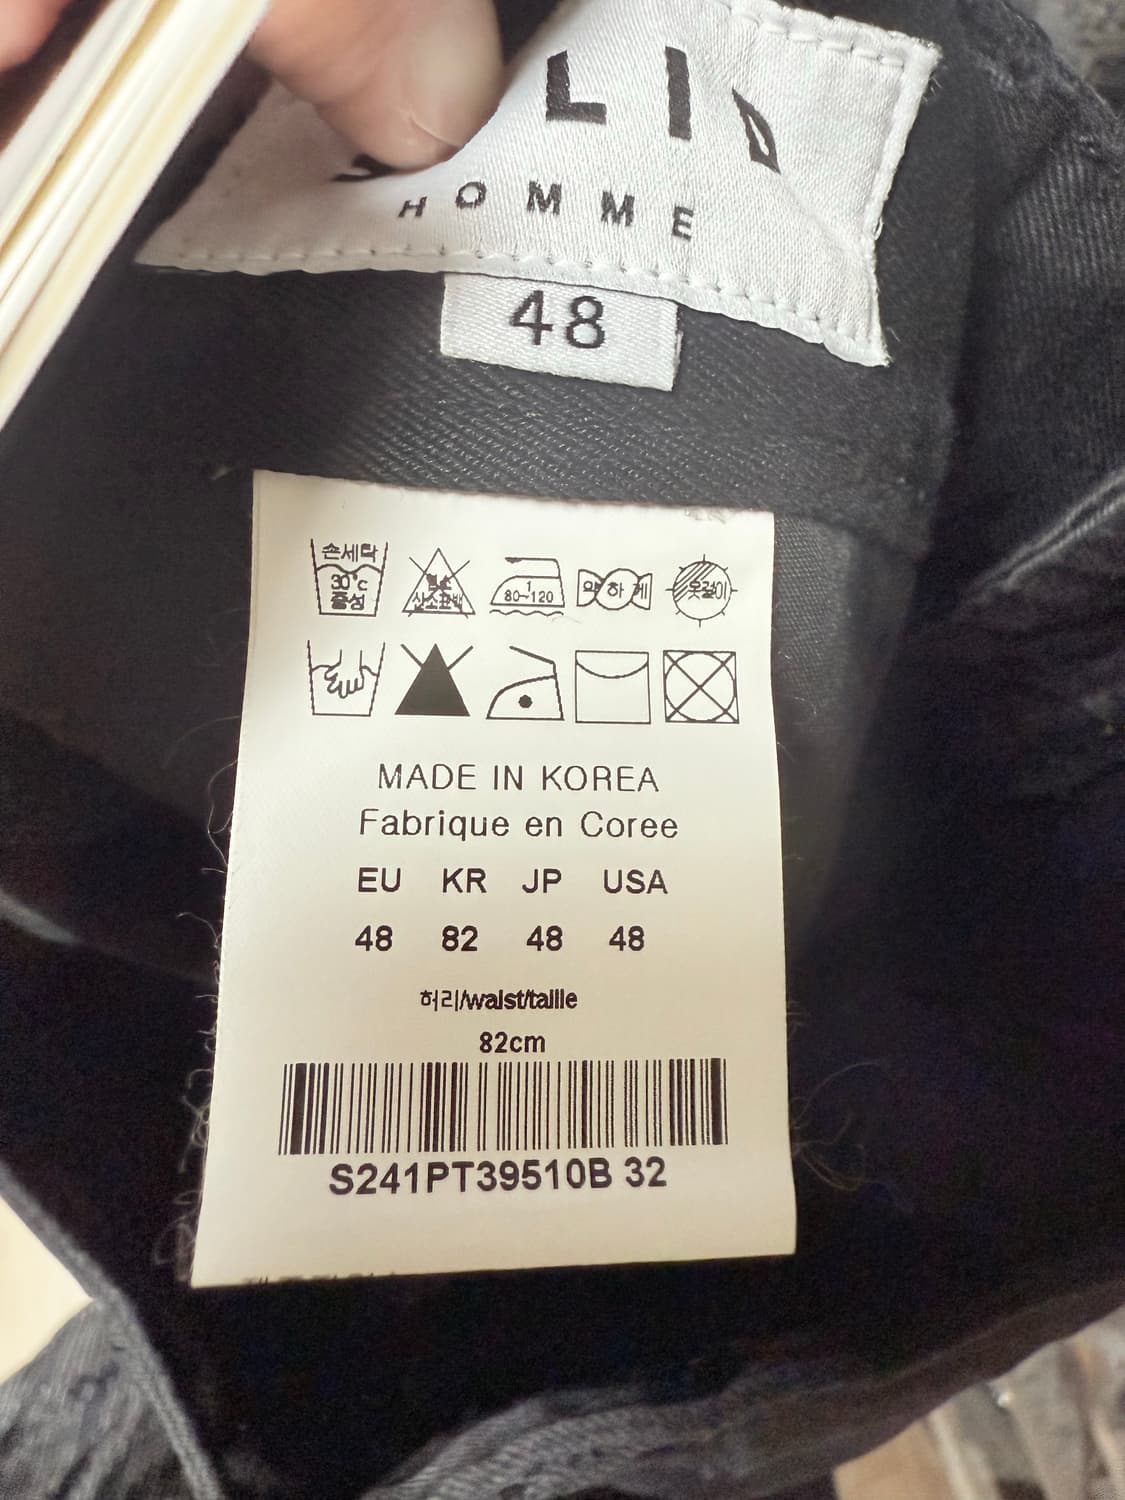 LI
HOMME
48
손세탁
30°c
중성
산소표백
1
80~120
약하게
옷걸이
MADE IN KOREA
Fabrique en Coree
EU KR JP USA
48 82 48 48
허리/waist/taille
82cm
S241PT39510B 32